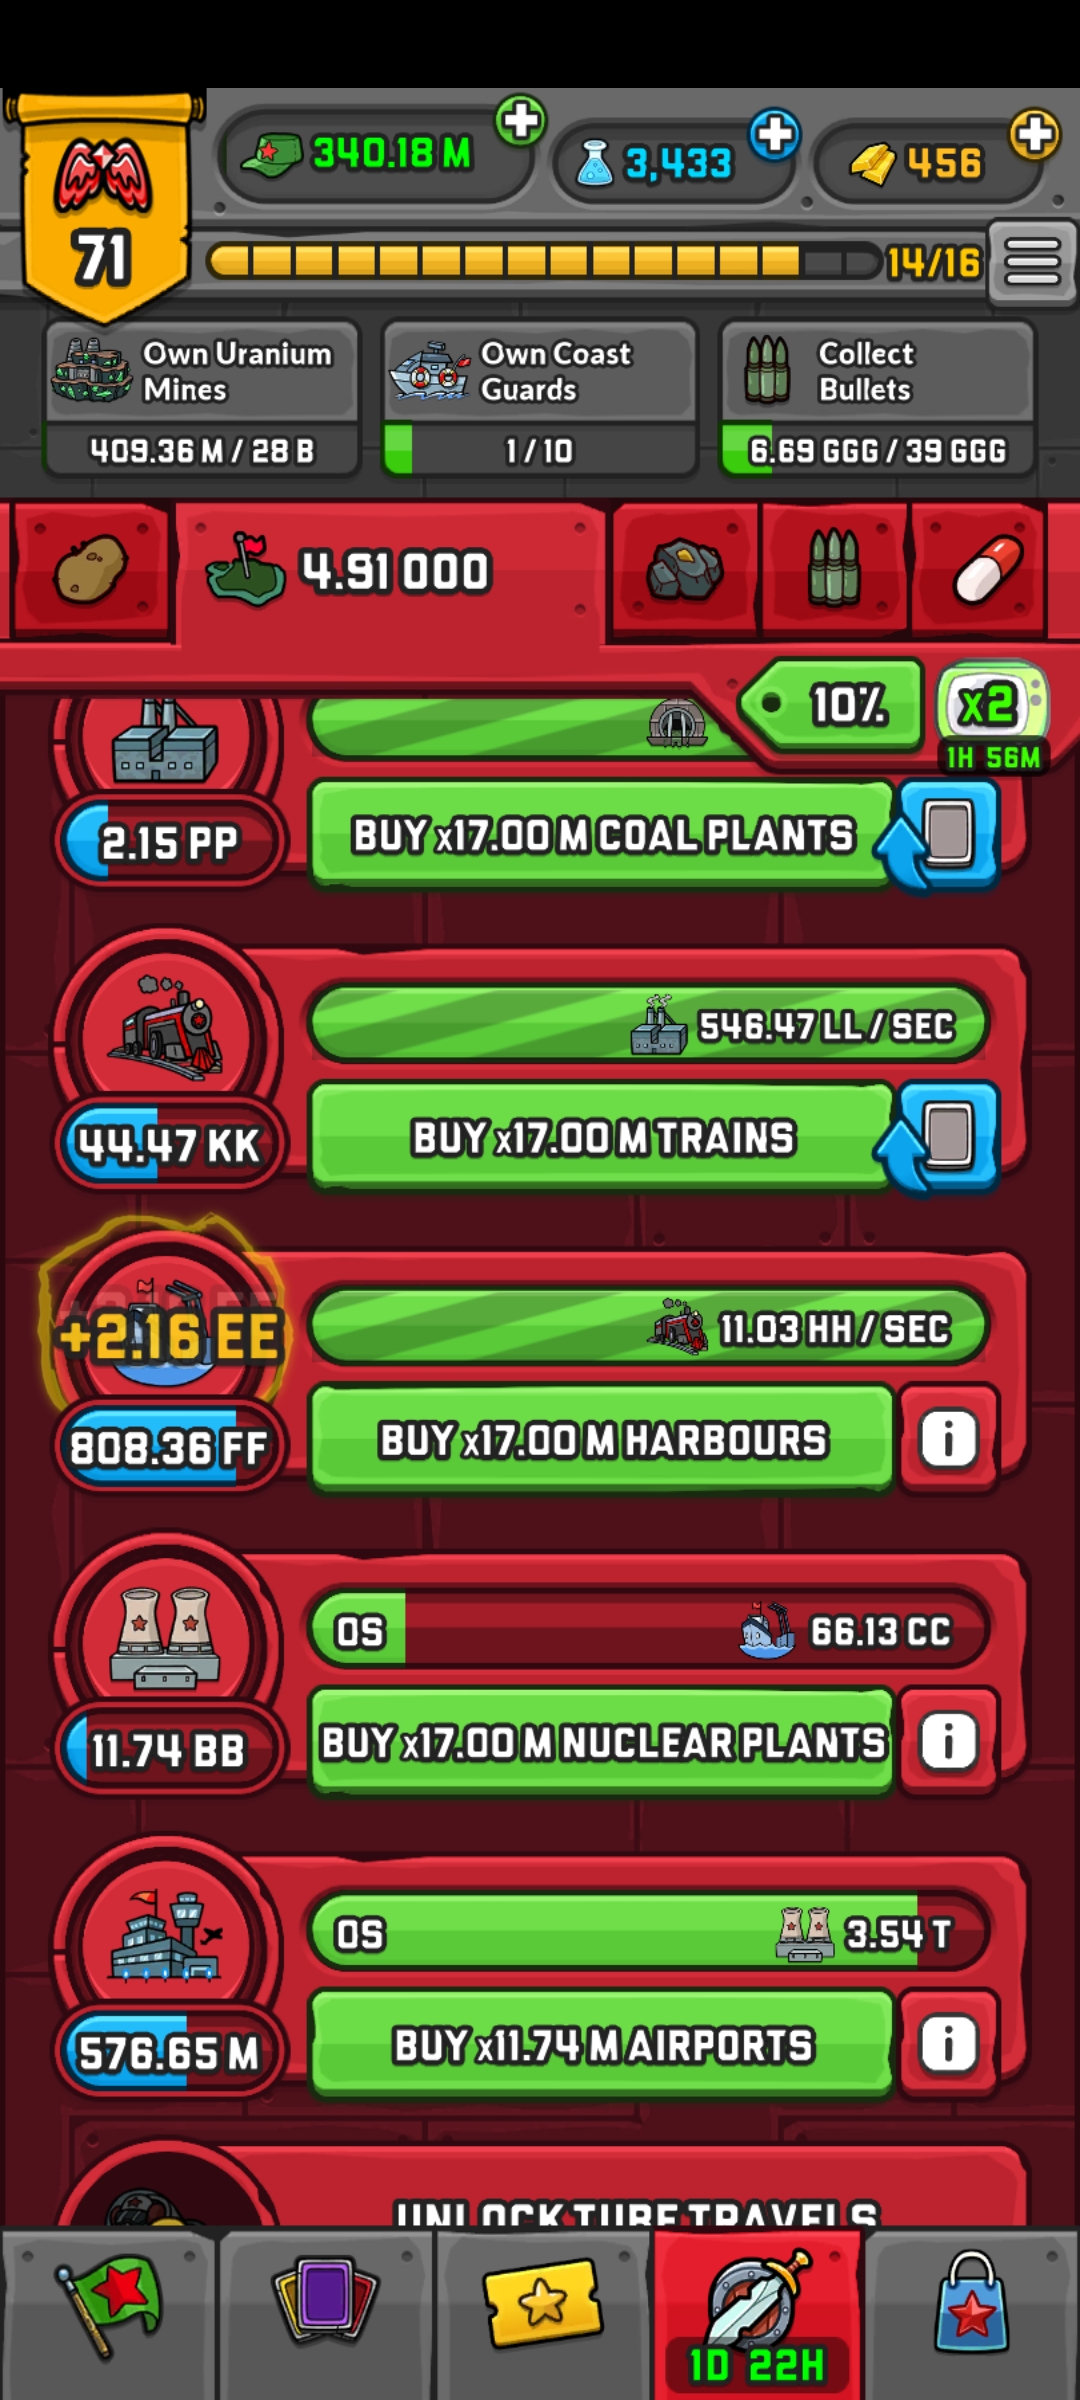 340.18 M
3,433
456
71
14/16
Own Uranium
Mines
409.36 M / 28 B
Own Coast
Guards
1 / 10
Collect
Bullets
6.69 GGG / 39 GGG
4.91 OOO
10%
x2
1H 56M
2.15 PP
BUY x17.00 M COAL PLANTS
546.47 LL / SEC
44.47 KK
BUY x17.00 M TRAINS
+2.16 EE
11.03 HH / SEC
808.36 FF
BUY x17.00 M HARBOURS
0S
66.13 CC
11.74 BB
BUY x17.00 M NUCLEAR PLANTS
0S
3.54 T
576.65 M
BUY x11.74 M AIRPORTS
UNLOCK TUBE TRAVELS
1D 22H